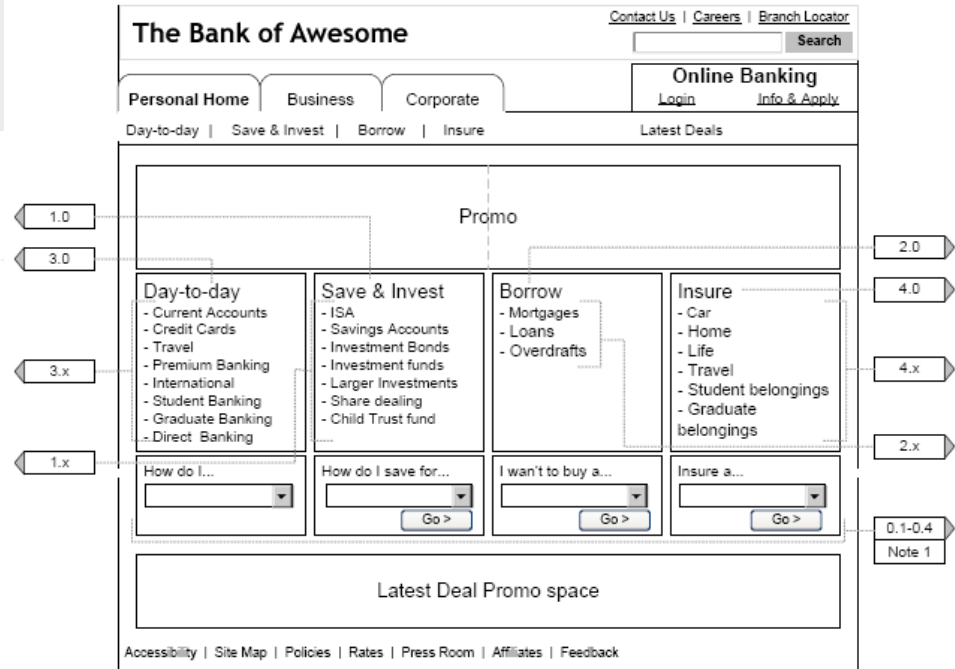 Contact Us | Careers | Branch Locator
The Bank of Awesome
Search
Online Banking
Login Info & Apply
Personal Home Business Corporate
Day-to-day | Save & Invest | Borrow | Insure Latest Deals
Promo
1.0
3.0
3.x
1.x
2.0
4.0
4.x
2.x
0.1-0.4
Note 1
Day-to-day
- Current Accounts
- Credit Cards
- Travel
- Premium Banking
- International
- Student Banking
- Graduate Banking
- Direct Banking
Save & Invest
- ISA
- Savings Accounts
- Investment Bonds
- Investment funds
- Larger Investments
- Share dealing
- Child Trust fund
Borrow
- Mortgages
- Loans
- Overdrafts
Insure
- Car
- Home
- Life
- Travel
- Student belongings
- Graduate
belongings
How do I...
How do I save for...
Go >
I wan't to buy a...
Go >
Insure a...
Go >
Latest Deal Promo space
Accessibility | Site Map | Policies | Rates | Press Room | Affiliates | Feedback